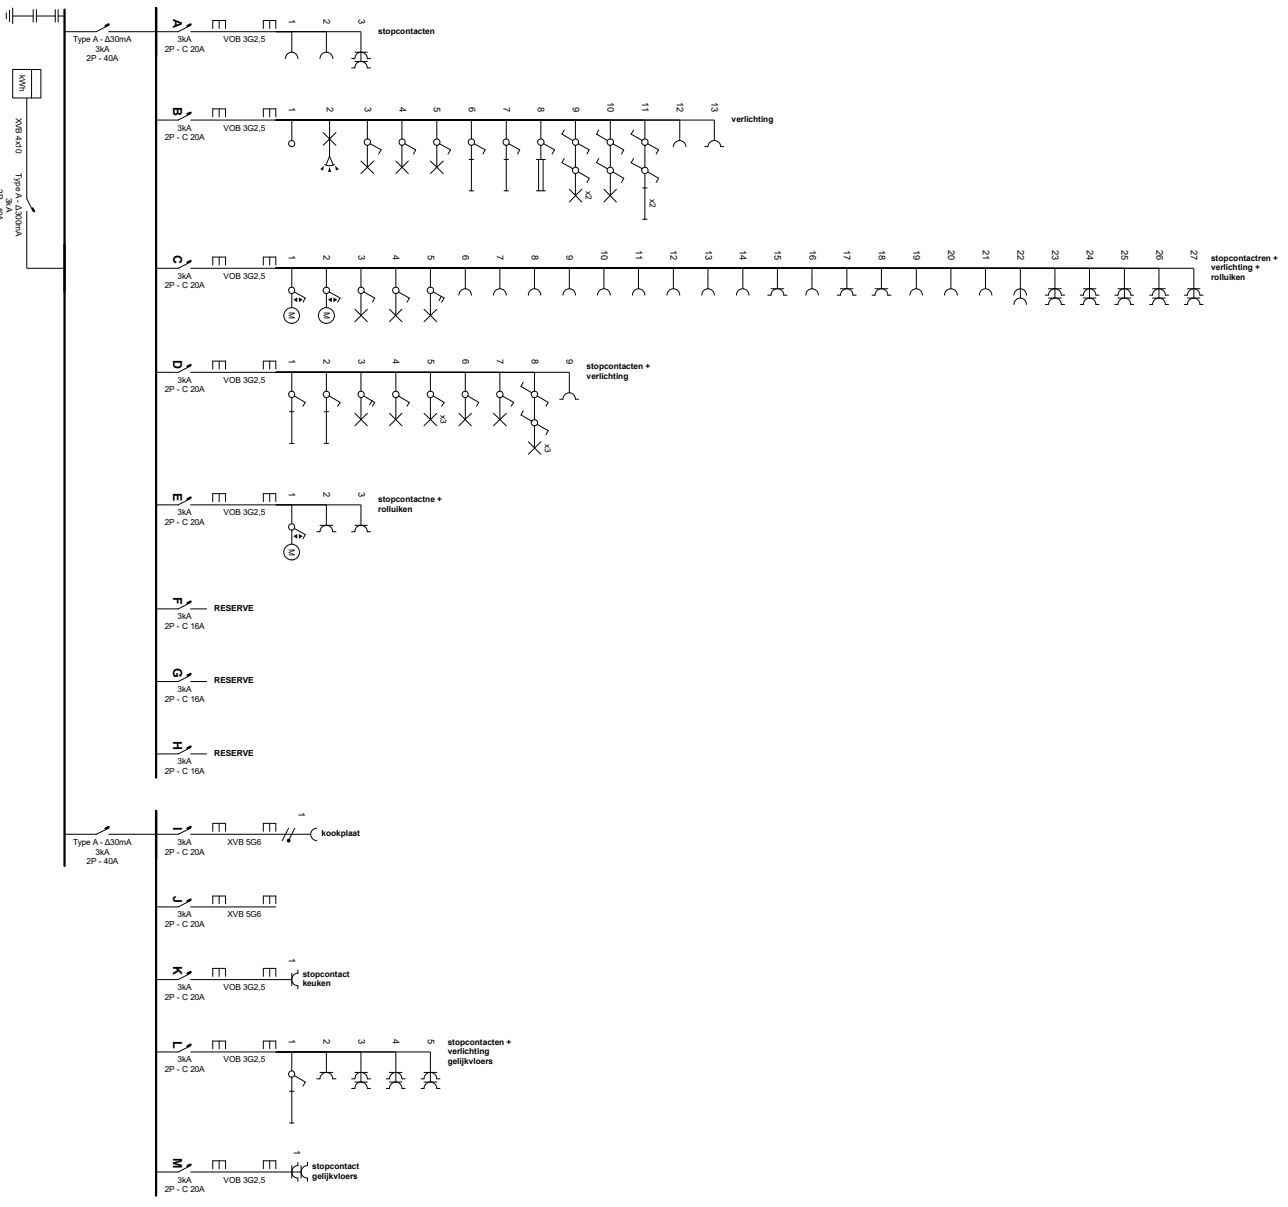 kWh
XVB 4x10
Type A - Δ300mA
3kA
Type A - Δ30mA
3kA
2P - 40A
A
3kA
2P - C 20A
VOB 3G2,5
1 2 3
stopcontacten
B
3kA
2P - C 20A
VOB 3G2,5
1 2 3 4 5 6 7 8 9 10 11 12 13
x2
x2
verlichting
C
3kA
2P - C 20A
VOB 3G2,5
1 2 3 4 5 6 7 8 9 10 11 12 13 14 15 16 17 18 19 20 21 22 23 24 25 26 27
M M
stopcontactren +
verlichting +
rolluiken
D
3kA
2P - C 20A
VOB 3G2,5
1 2 3 4 5 6 7 8 9
x3
x3
stopcontacten +
verlichting
E
3kA
2P - C 20A
VOB 3G2,5
1 2 3
M
stopcontactne +
rolluiken
F
3kA
2P - C 16A
RESERVE
G
3kA
2P - C 16A
RESERVE
H
3kA
2P - C 16A
RESERVE
Type A - Δ30mA
3kA
2P - 40A
I
3kA
2P - C 20A
XVB 5G6
1
kookplaat
J
3kA
2P - C 20A
XVB 5G6
K
3kA
2P - C 20A
VOB 3G2,5
1
stopcontact
keuken
L
3kA
2P - C 20A
VOB 3G2,5
1 2 3 4 5
stopcontacten +
verlichting
gelijkvloers
M
3kA
2P - C 20A
VOB 3G2,5
1
stopcontact
gelijkvloers